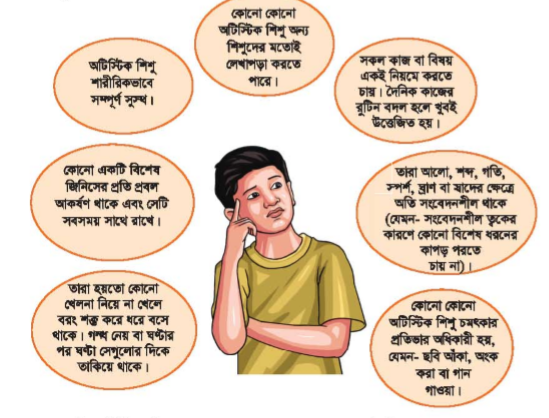 কোনো কোনো
অটিস্টিক শিশু অন্য
শিশুদের মতোই
লেখাপড়া করতে
পারে।
অটিস্টিক শিশু
শারীরিকভাবে
সম্পূর্ণ সুস্থ।
সকল কাজ বা বিষয়
একই নিয়মে করতে
চায়। দৈনিক কাজের
রুটিন বদল হলে খুবই
উত্তেজিত হয়।
কোনো একটি বিশেষ
জিনিসের প্রতি প্রবল
আকর্ষণ থাকে এবং সেটি
সবসময় সাথে রাখে।
তারা আলো, শব্দ, গতি,
স্পর্শ, ঘ্রাণ বা স্বাদের ক্ষেত্রে
অতি সংবেদনশীল থাকে
(যেমন- সংবেদনশীল ত্বকের
কারণে কোনো বিশেষ ধরনের
কাপড় পরতে
চায় না)।
তারা হয়তো কোনো
খেলনা নিয়ে না খেলে
বরং শক্ত করে ধরে বসে
থাকে। গন্ধ নেয় বা ঘণ্টার
পর ঘণ্টা সেগুলোর দিকে
তাকিয়ে থাকে।
কোনো কোনো
অটিস্টিক শিশু চমৎকার
প্রতিভার অধিকারী হয়,
যেমন- ছবি আঁকা, অংক
করা বা গান
গাওয়া।